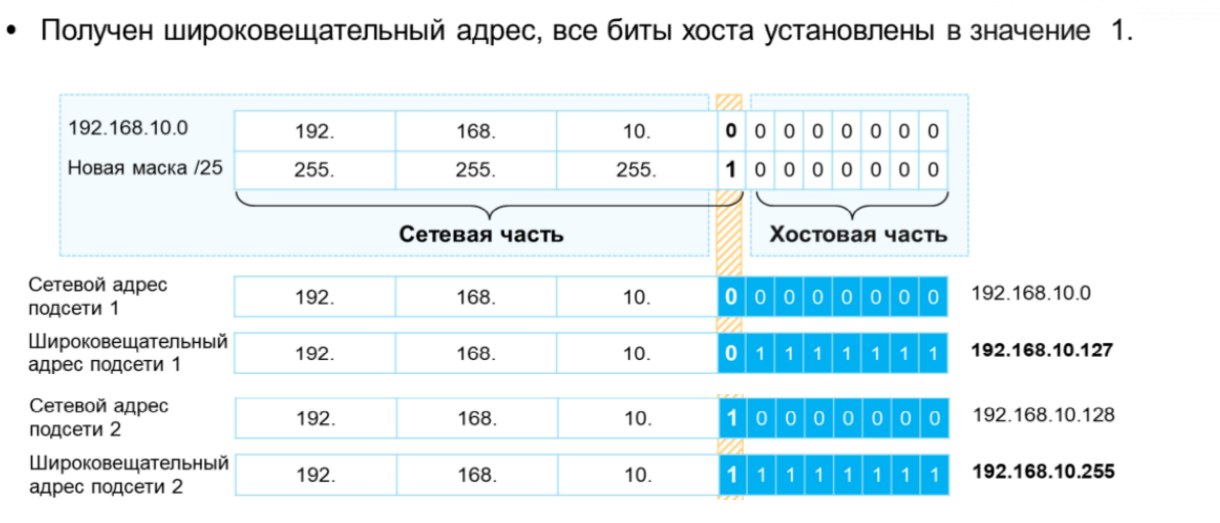 • Получен широковещательный адрес, все биты хоста установлены в значение 1.
192.168.10.0 192. 168. 10. 0 0 0 0 0 0 0 0
Новая маска /25 255. 255. 255. 1 0 0 0 0 0 0 0
Сетевая часть Хостовая часть
Сетевой адрес
подсети 1 192. 168. 10. 0 0 0 0 0 0 0 0 192.168.10.0
Широковещательный
адрес подсети 1 192. 168. 10. 0 1 1 1 1 1 1 1 192.168.10.127
Сетевой адрес
подсети 2 192. 168. 10. 1 0 0 0 0 0 0 0 192.168.10.128
Широковещательный
адрес подсети 2 192. 168. 10. 1 1 1 1 1 1 1 1 192.168.10.255